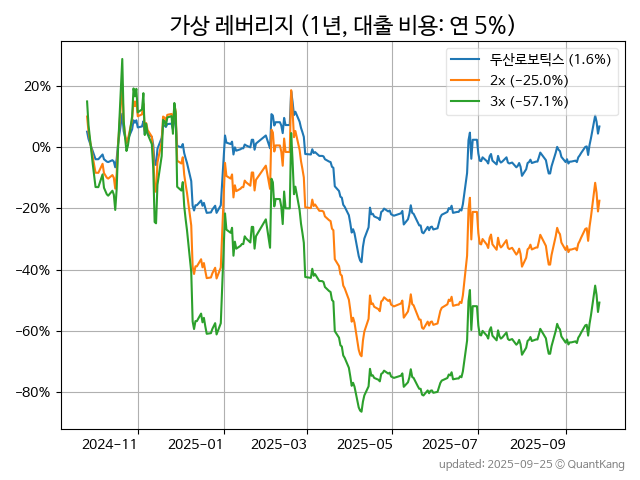 가상 레버리지 (1년, 대출 비용: 연 5%)
두산로보틱스 (1.6%)
2x (−25.0%)
3x (−57.1%)
20%
0%
−20%
−40%
−60%
−80%
2024−11 2025−01 2025−03 2025−05 2025−07 2025−09
updated: 2025-09-25 © QuantKang